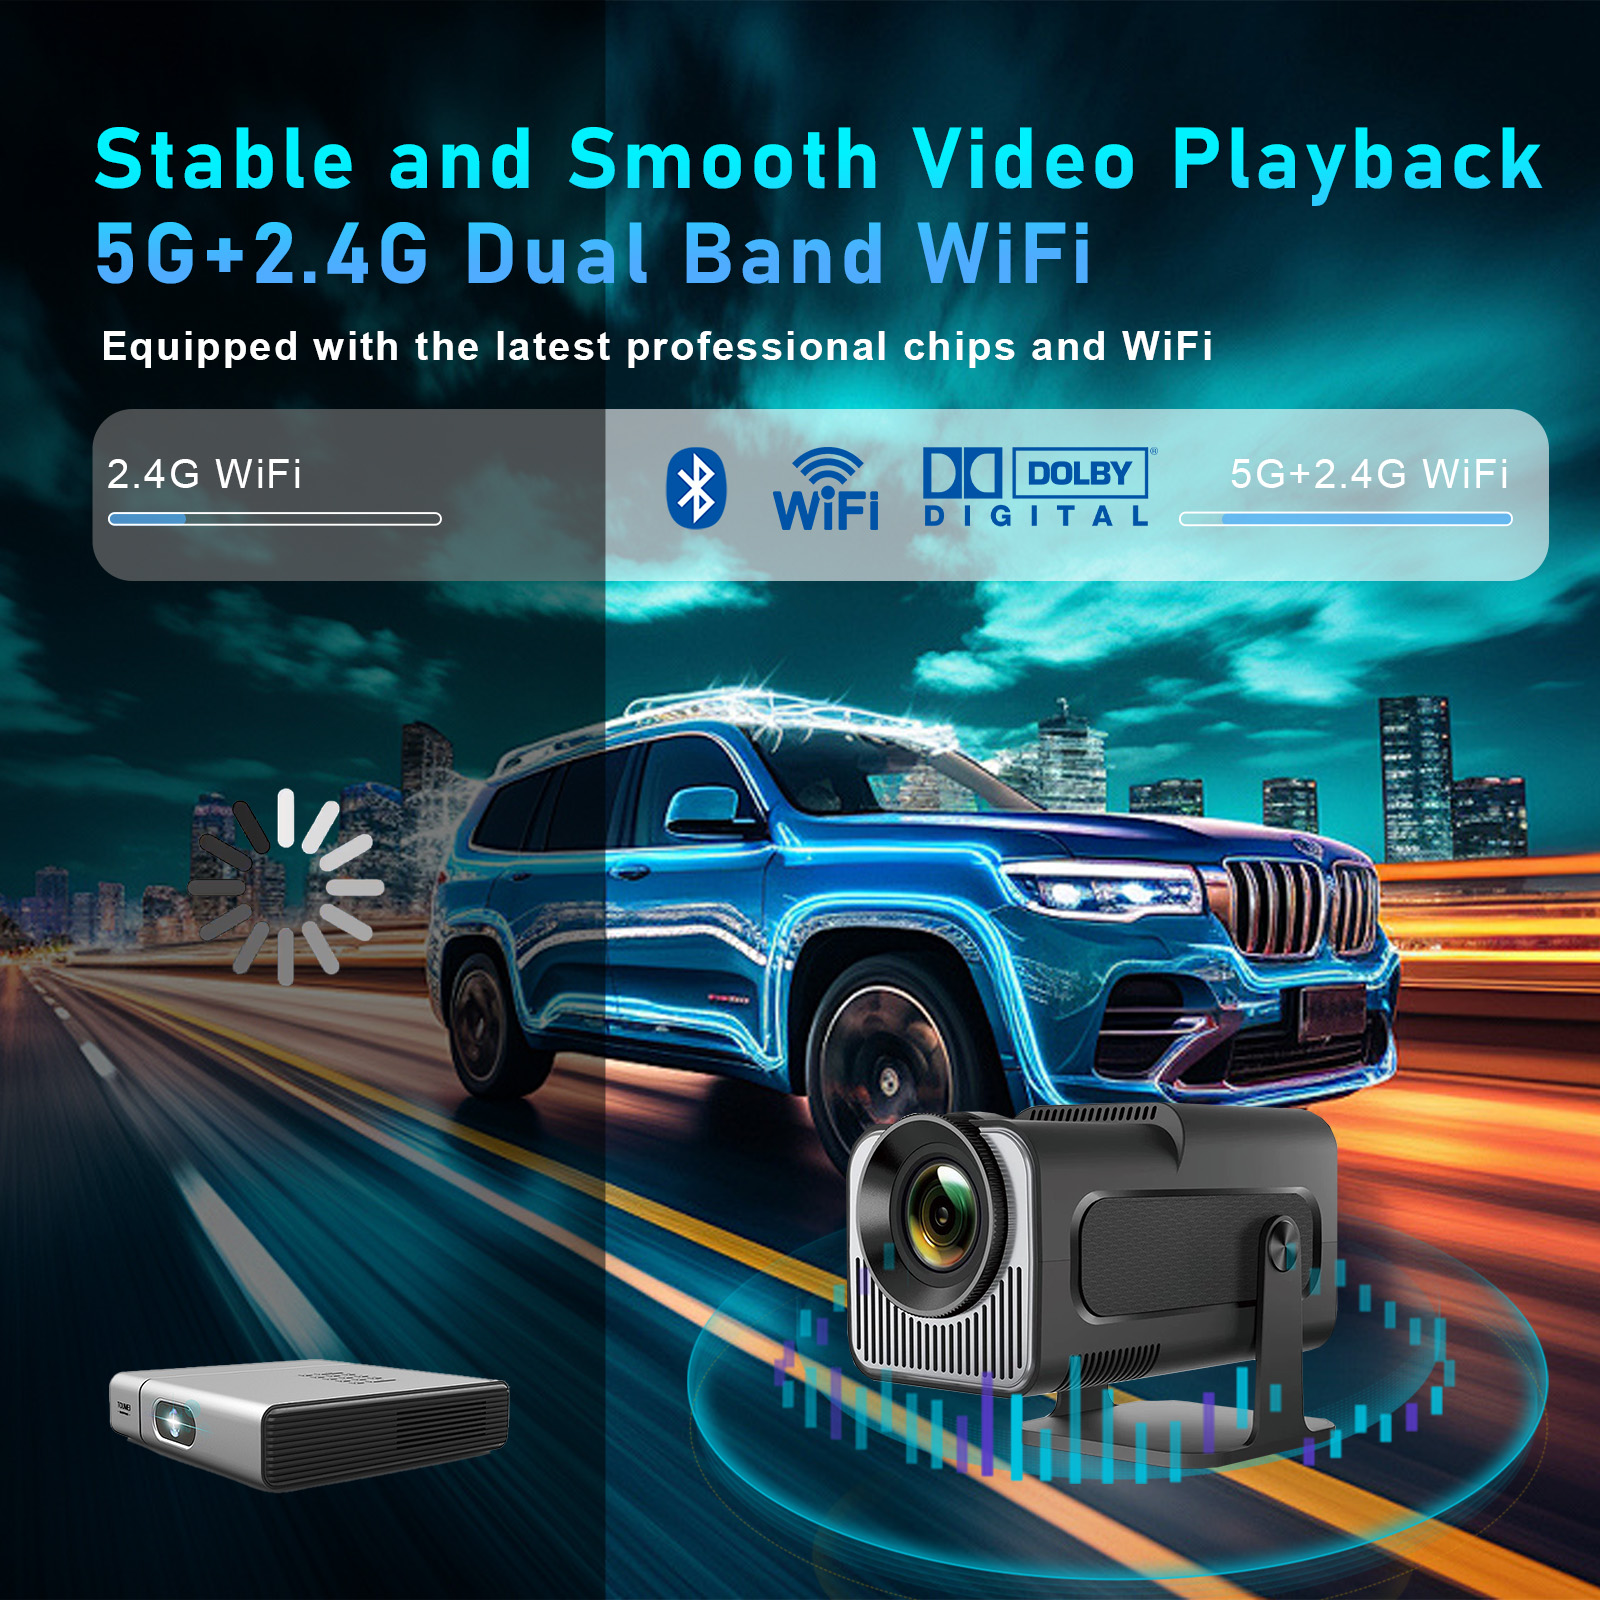 Stable and Smooth Video Playback
5G+2.4G Dual Band WiFi
Equipped with the latest professional chips and WiFi
2.4G WiFi
WiFi
DOLBY®
DIGITAL
5G+2.4G WiFi
TOUMEI